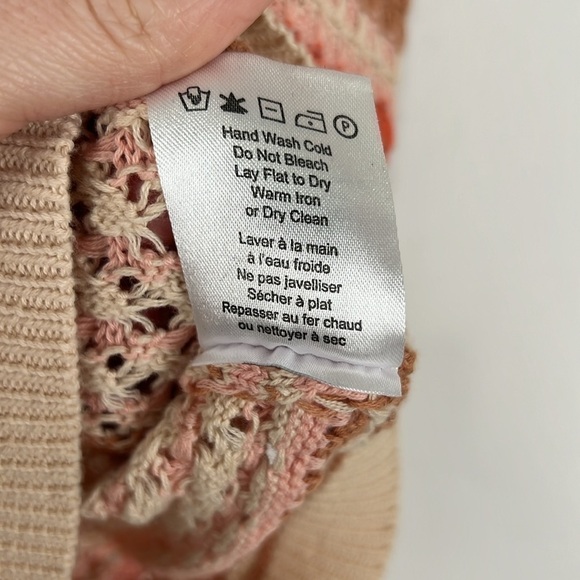 P
Hand Wash Cold
Do Not Bleach
Lay Flat to Dry
Warm Iron
or Dry Clean
Laver à la main
à l'eau froide
Ne pas javelliser
Sécher à plat
Repasser au fer chaud
ou nettoyer à sec